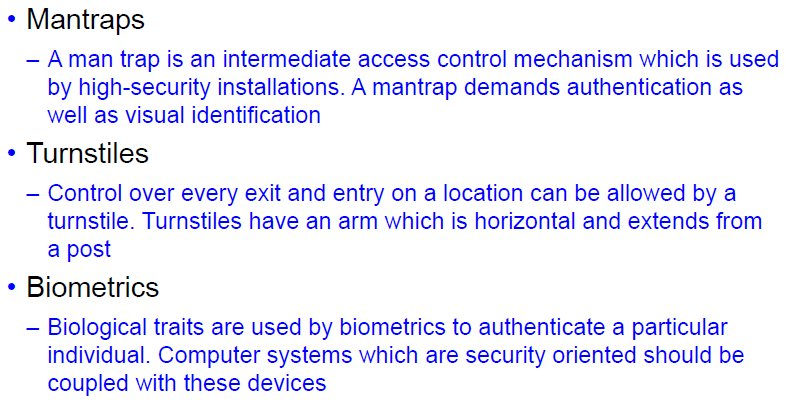 • Mantraps
– A man trap is an intermediate access control mechanism which is used
by high-security installations. A mantrap demands authentication as
well as visual identification
• Turnstiles
– Control over every exit and entry on a location can be allowed by a
turnstile. Turnstiles have an arm which is horizontal and extends from
a post
• Biometrics
– Biological traits are used by biometrics to authenticate a particular
individual. Computer systems which are security oriented should be
coupled with these devices